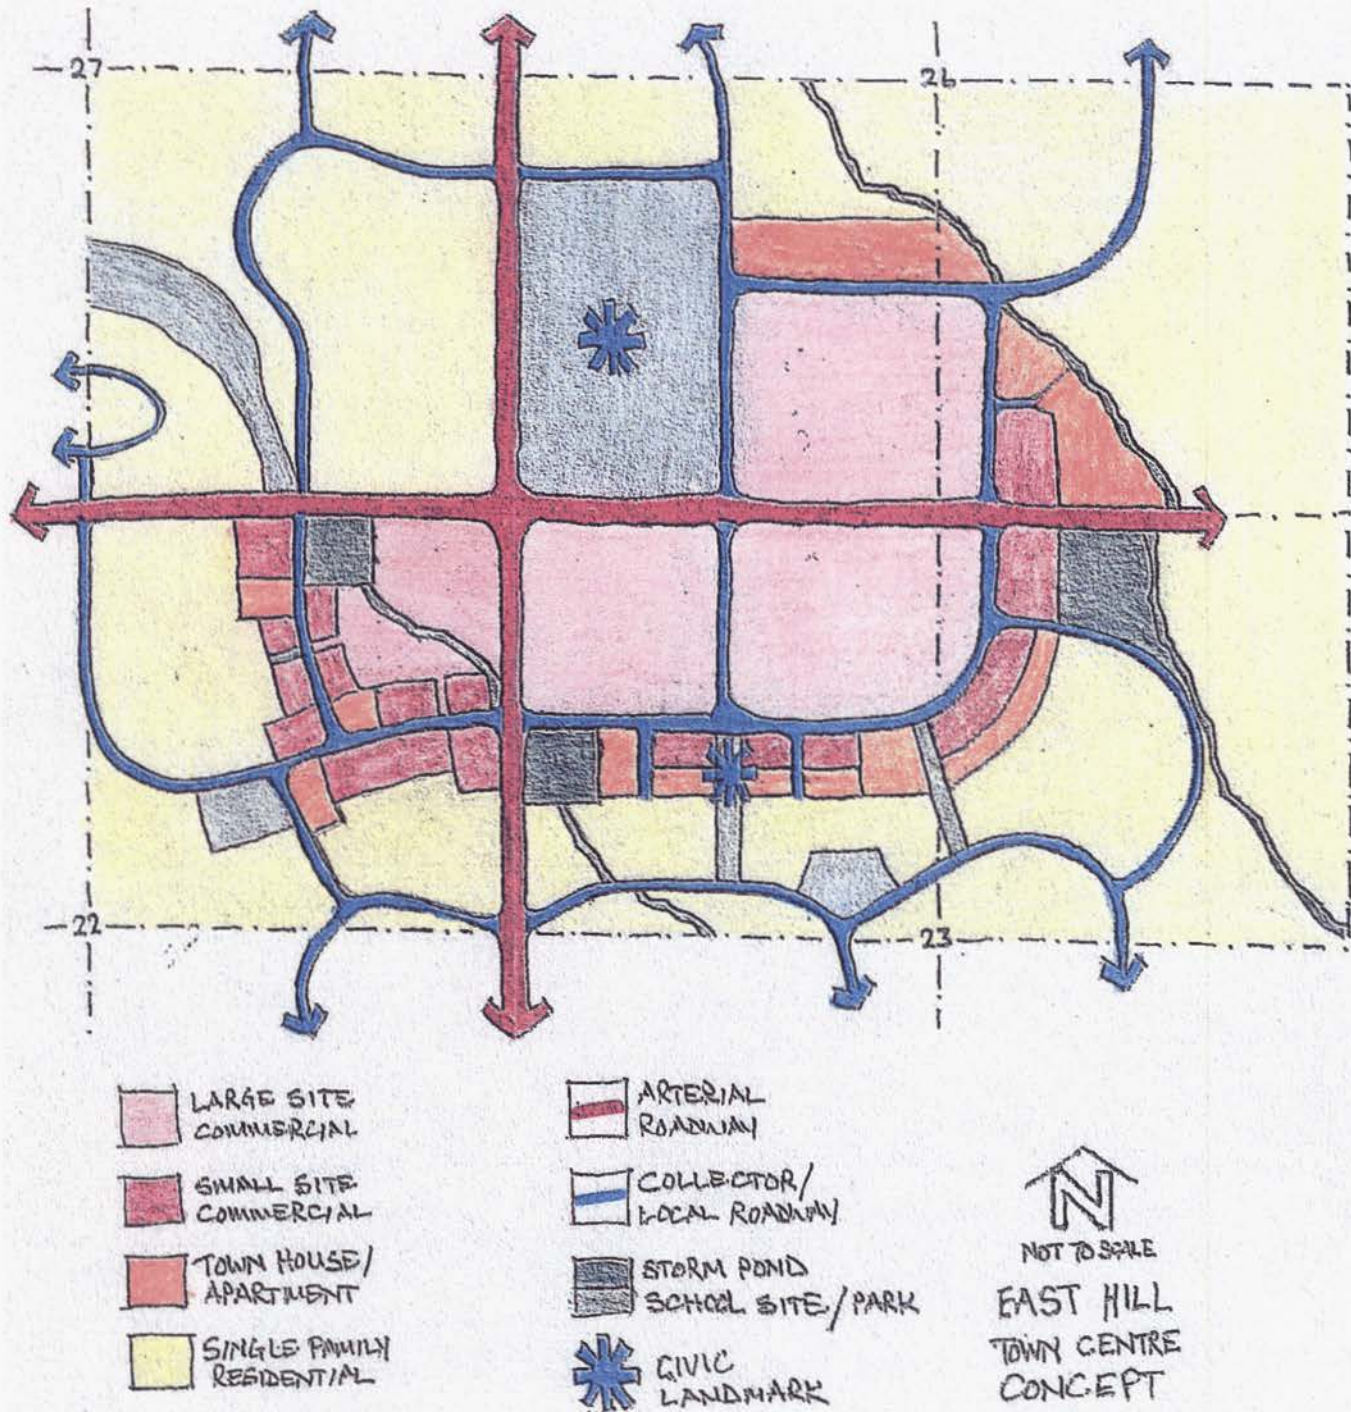 27
26
22
23
LARGE SITE
COMMERCIAL
SMALL SITE
COMMERCIAL
TOWN HOUSE/
APARTMENT
SINGLE FAMILY
RESIDENTIAL
ARTERIAL
ROADWAY
COLLECTOR/
LOCAL ROADWAY
STORM POND
SCHOOL SITE/PARK
CIVIC
LANDMARK
N
NOT TO SCALE
EAST HILL
TOWN CENTRE
CONCEPT